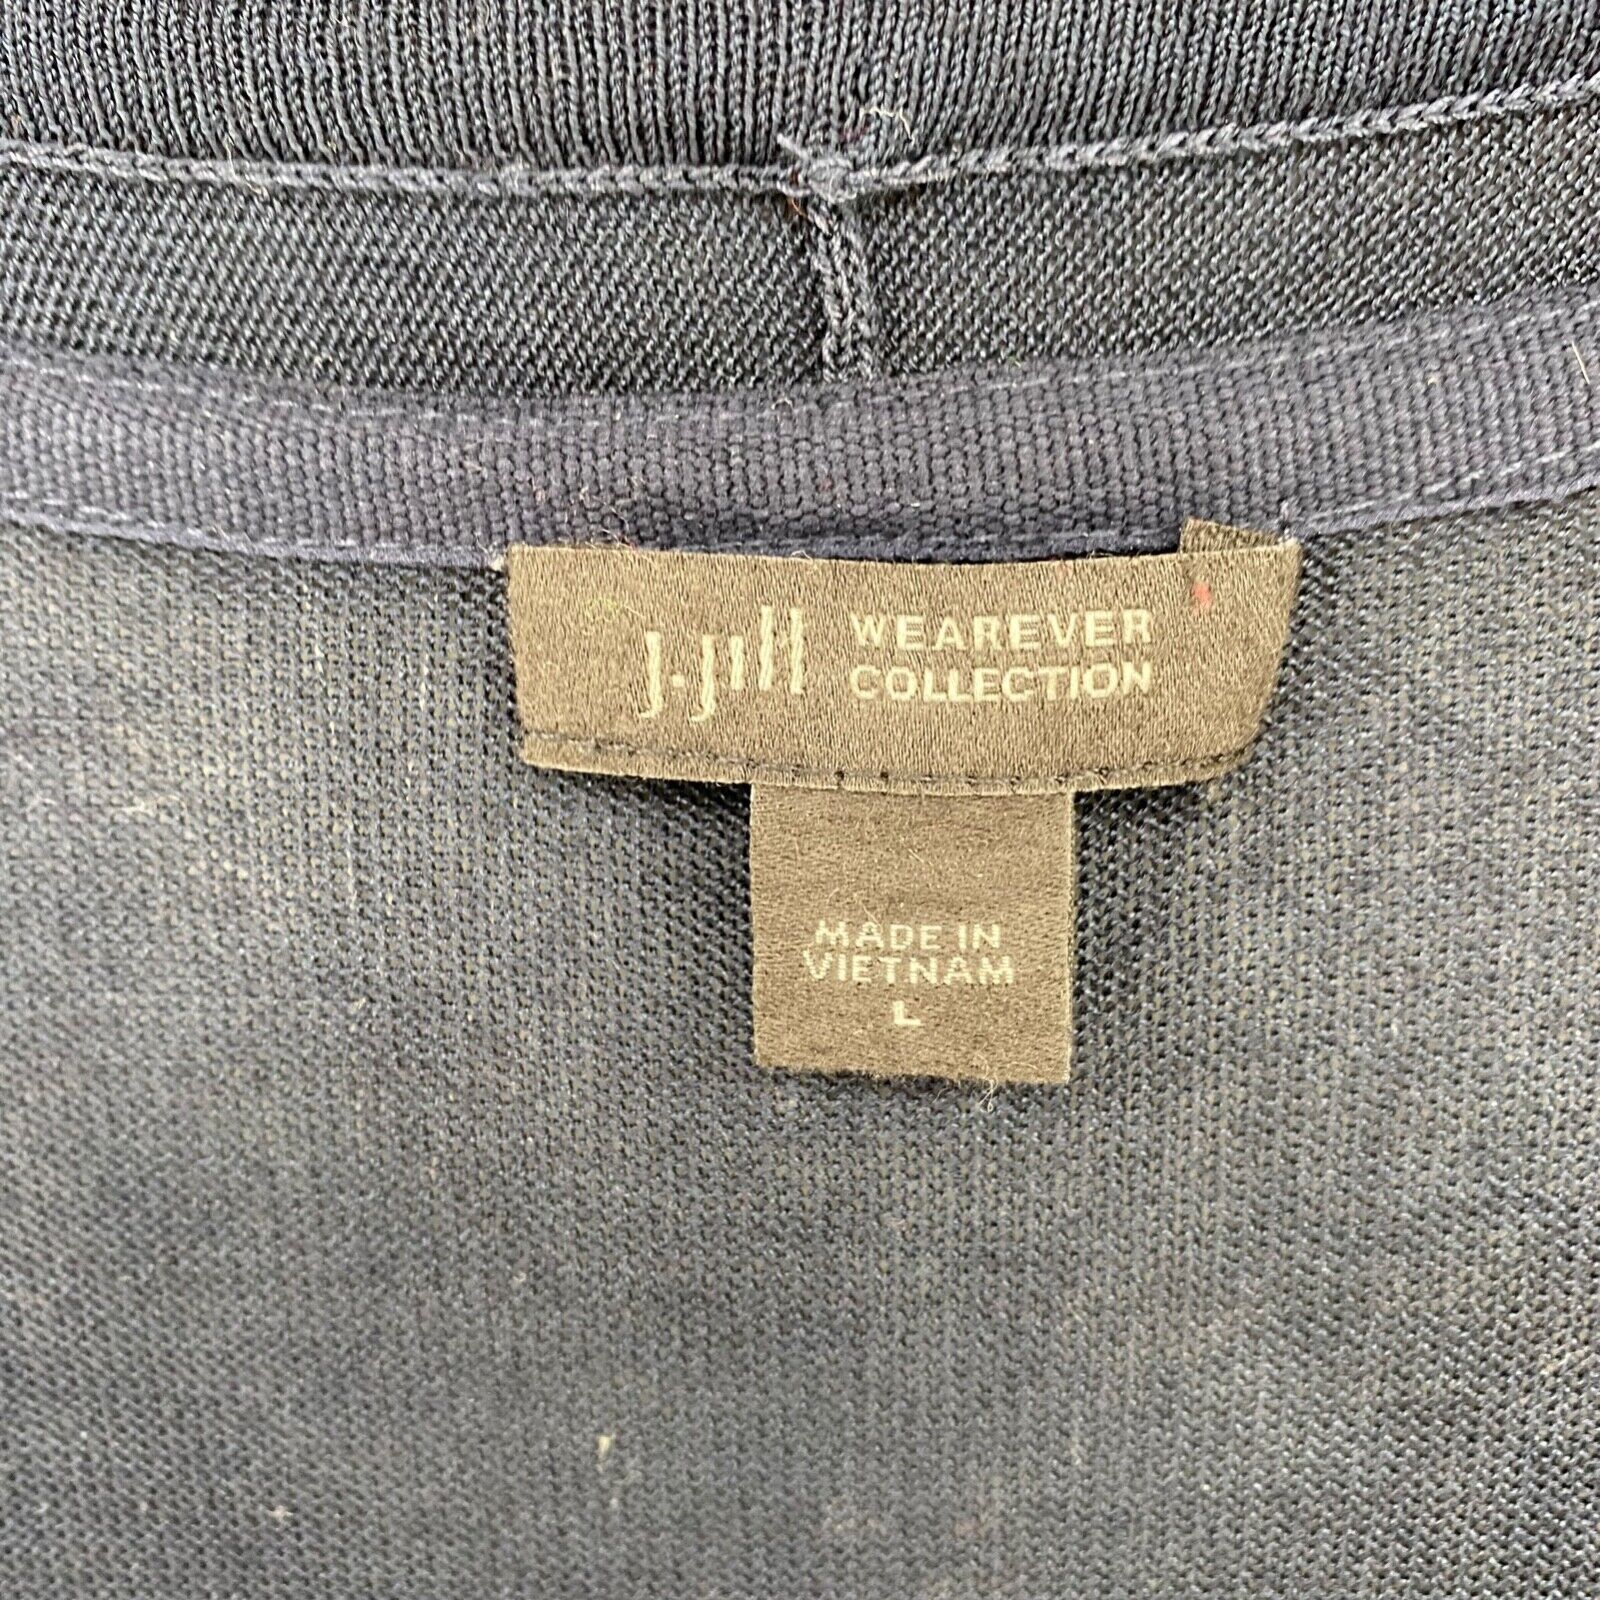 J.Jill WEAREVER
COLLECTION
MADE IN
VIETNAM
L